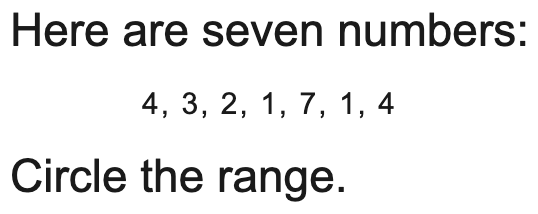 Here are seven numbers:
4, 3, 2, 1, 7, 1, 4
Circle the range.